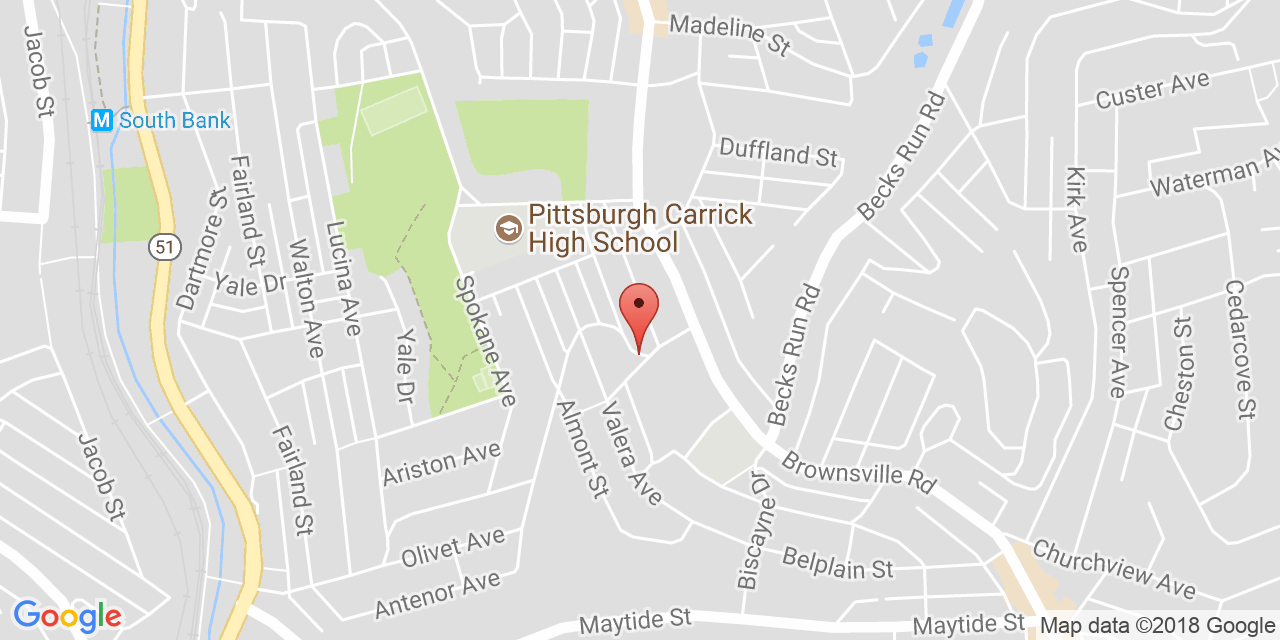 Madeline St
Jacob St
Custer Ave
M South Bank
Becks Run Rd
Duffland St
Waterman Av
Fairland St
Kirk Ave
Dartmore St
Pittsburgh Carrick
High School
Lucina Ave
51
Walton Ave
Yale Dr
Spokane Ave
Becks Run Rd
Spencer Ave
Cheston St
Cedarcove St
Yale Dr
Almont St
Valera Ave
Jacob St
Fairland St
Ariston Ave
Brownsville Rd
Biscayne Dr
Olivet Ave
Belplain St
Churchview Ave
Antenor Ave
Maytide St
Maytide St
Google
Map data ©2018 Google